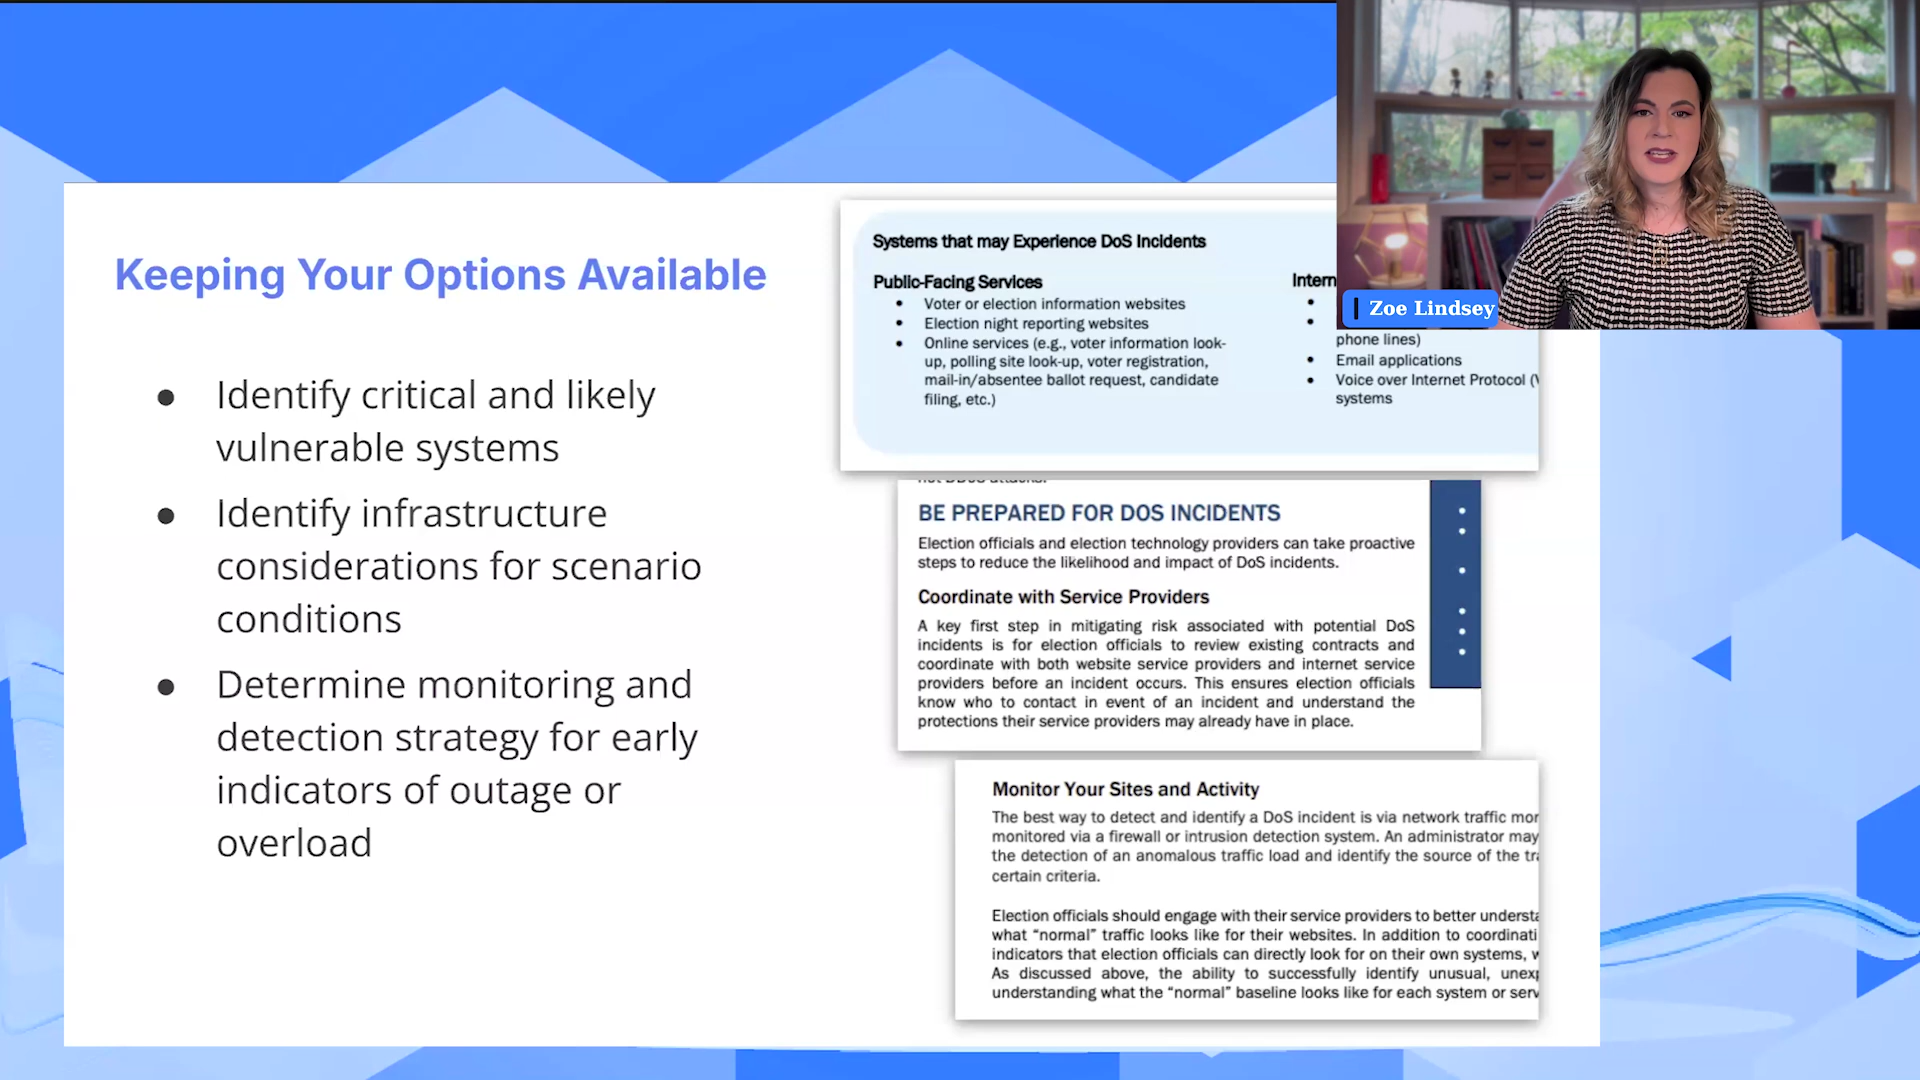 Keeping Your Options Available
● Identify critical and likely
vulnerable systems
● Identify infrastructure
considerations for scenario
conditions
● Determine monitoring and
detection strategy for early
indicators of outage or
overload
Systems that may Experience DoS Incidents
Public-Facing Services
• Voter or election information websites
• Election night reporting websites
• Online services (e.g., voter information look-
up, polling site look-up, voter registration,
mail-in/absentee ballot request, candidate
filing, etc.)
Intern
phone lines)
• Email applications
• Voice over Internet Protocol (
systems
Zoe Lindsey
BE PREPARED FOR DOS INCIDENTS
Election officials and election technology providers can take proactive
steps to reduce the likelihood and impact of DoS incidents.
Coordinate with Service Providers
A key first step in mitigating risk associated with potential DoS
incidents is for election officials to review existing contracts and
coordinate with both website service providers and internet service
providers before an incident occurs. This ensures election officials
know who to contact in event of an incident and understand the
protections their service providers may already have in place.
Monitor Your Sites and Activity
The best way to detect and identify a DoS incident is via network traffic mor
monitored via a firewall or intrusion detection system. An administrator may
the detection of an anomalous traffic load and identify the source of the
certain criteria.
Election officials should engage with their service providers to better understa
what “normal” traffic looks like for their websites. In addition to coordinati
indicators that election officials can directly look for on their own systems,
As discussed above, the ability to successfully identify unusual, unex
understanding what the “normal” baseline looks like for each system or serv